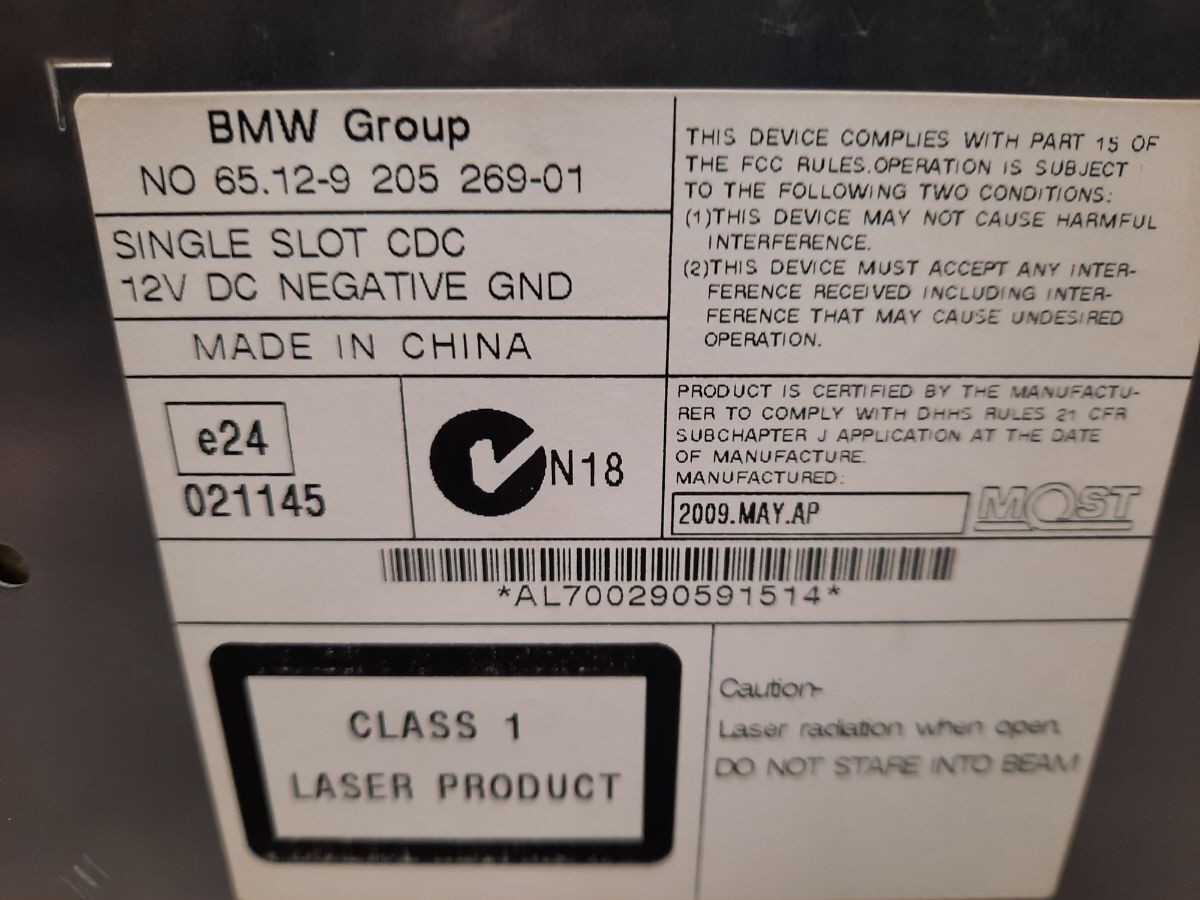 BMW Group
NO 65.12-9 205 269-01
SINGLE SLOT CDC
12V DC NEGATIVE GND
MADE IN CHINA
e24
021145
N18
THIS DEVICE COMPLIES WITH PART 15 OF
THE FCC RULES.OPERATION IS SUBJECT
TO THE FOLLOWING TWO CONDITIONS:
(1)THIS DEVICE MAY NOT CAUSE HARMFUL
INTERFERENCE.
(2)THIS DEVICE MUST ACCEPT ANY INTER-
FERENCE RECEIVED INCLUDING INTER-
FERENCE THAT MAY CAUSE UNDESIRED
OPERATION.
PRODUCT IS CERTIFIED BY THE MANUFACTU-
RER TO COMPLY WITH DHHS RULES 21 CFR
SUBCHAPTER J APPLICATION AT THE DATE
OF MANUFACTURE.
MANUFACTURED:
2009.MAY.AP
MOST
*AL700290591514*
CLASS 1
LASER PRODUCT
Caution-
Laser radiation when open.
DO NOT STARE INTO BEAM